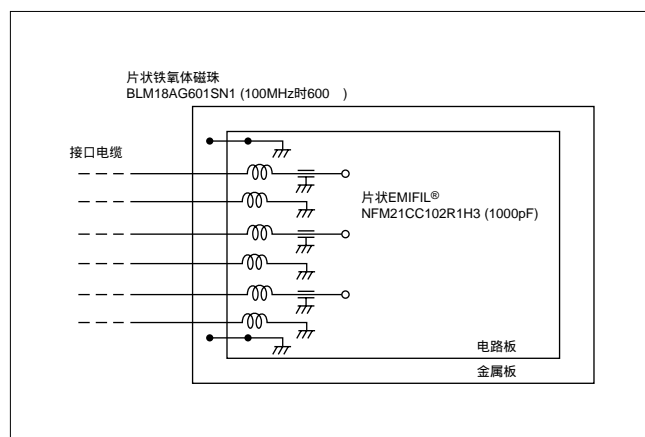 片状铁氧体磁珠
BLM18AG601SN1 (100MHz时600 )
接口电缆
片状EMIFIL®
NFM21CC102R1H3 (1000pF)
电路板
金属板